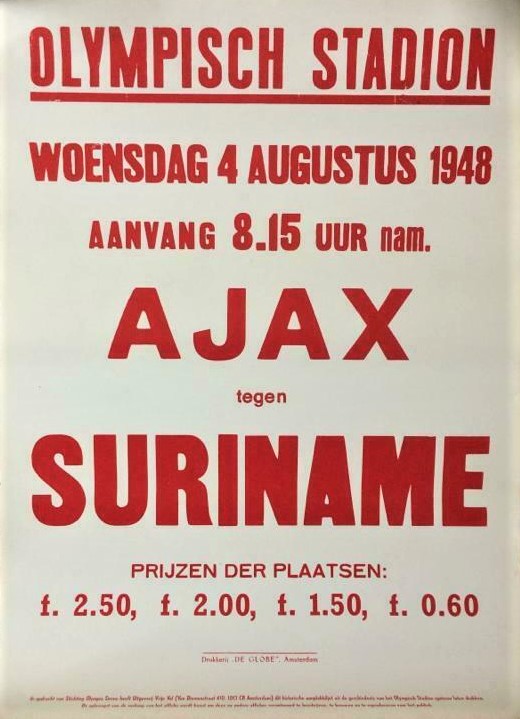 OLYMPISCH STADION
WOENSDAG 4 AUGUSTUS 1948
AANVANG 8.15 UUR nam.
AJAX
tegen
SURINAME
PRIJZEN DER PLAATSEN:
f. 2.50, f. 2.00, f. 1.50, f. 0.60
Drukkerij „DE GLOBE”, Amsterdam